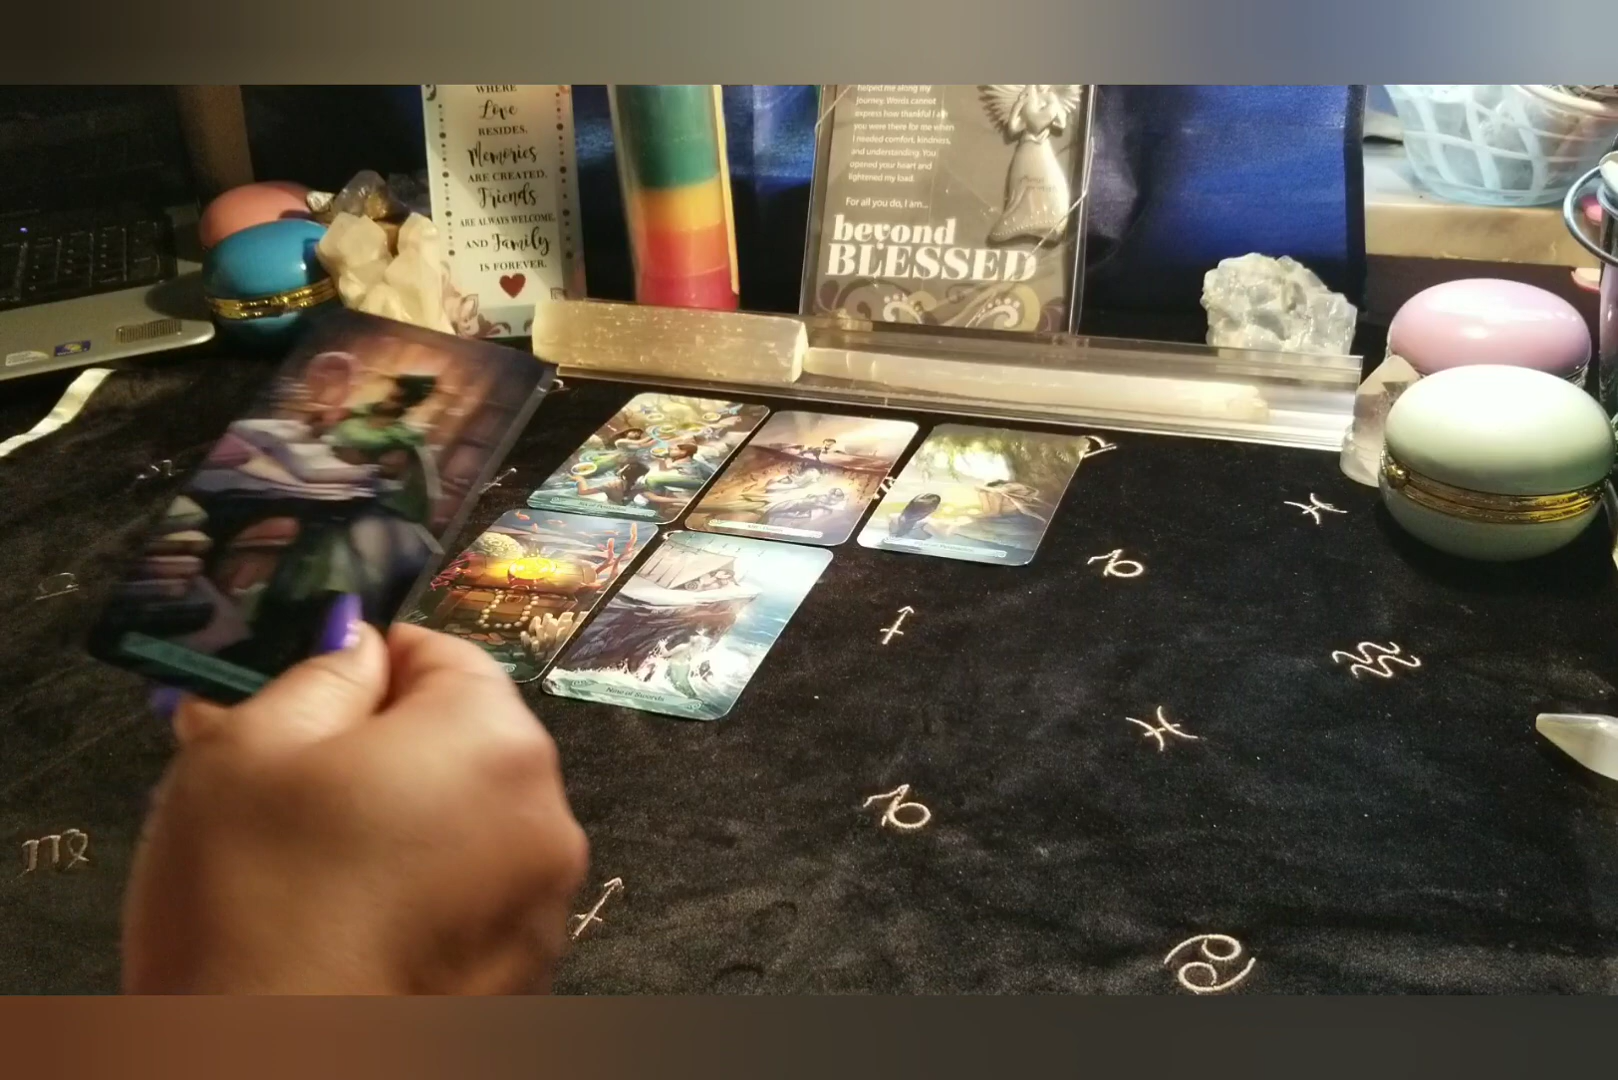 WHERE
Love
RESIDES,
Memories
ARE CREATED,
Friends
ARE ALWAYS WELCOME,
AND Family
IS FOREVER.
helped me along my
journey. Words cannot
express how thankful I am
you were there for me when
I needed comfort, kindness,
and understanding. You
opened your heart and
lightened my load.
For all you do, I am...
beyond
BLESSED
Nine of Swords